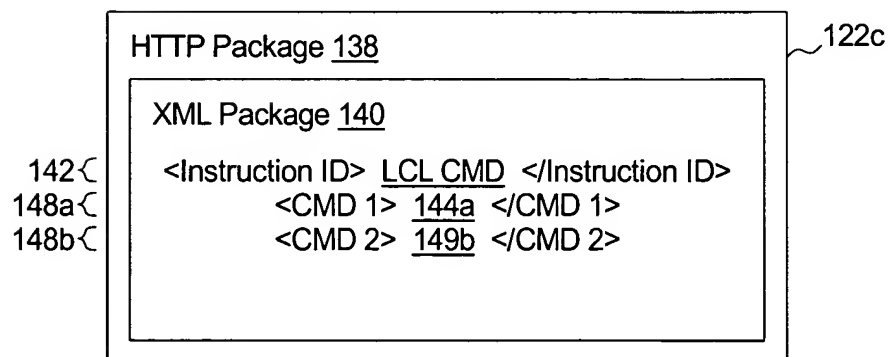 HTTP Package 138
122c
XML Package 140
142{ <Instruction ID> LCL CMD </Instruction ID>
148a{ <CMD 1> 144a </CMD 1>
148b{ <CMD 2> 149b </CMD 2>